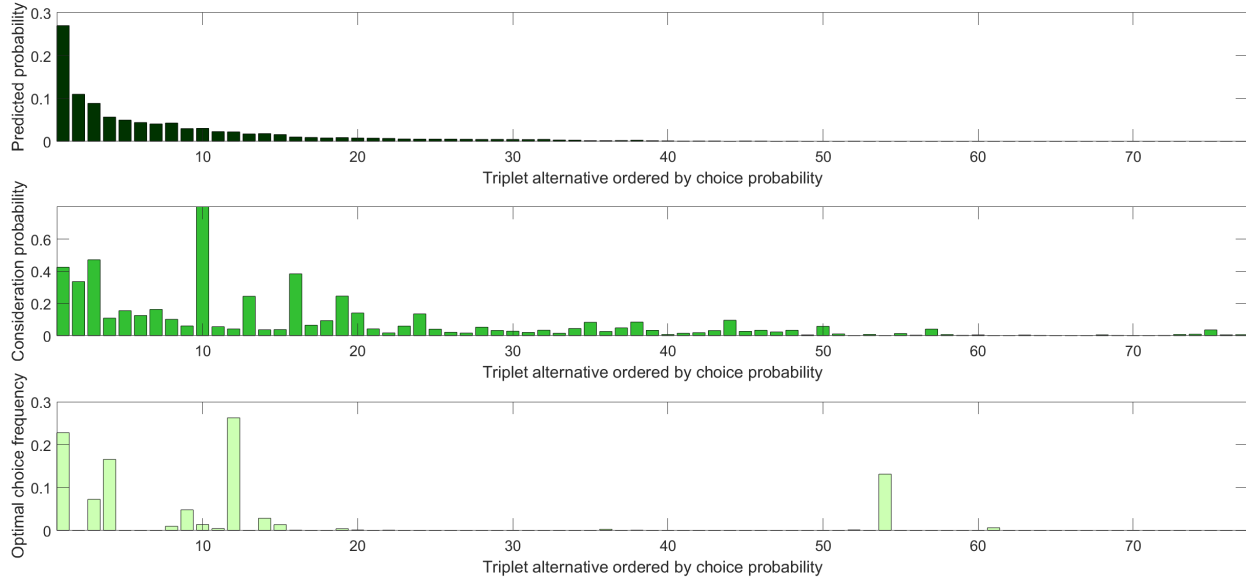 Predicted probability
0.3
0.2
0.1
0
10 20 30 40 50 60 70
Triplet alternative ordered by choice probability
Consideration probability
0.6
0.4
0.2
0
10 20 30 40 50 60 70
Triplet alternative ordered by choice probability
Optimal choice frequency
0.3
0.2
0.1
0
10 20 30 40 50 60 70
Triplet alternative ordered by choice probability